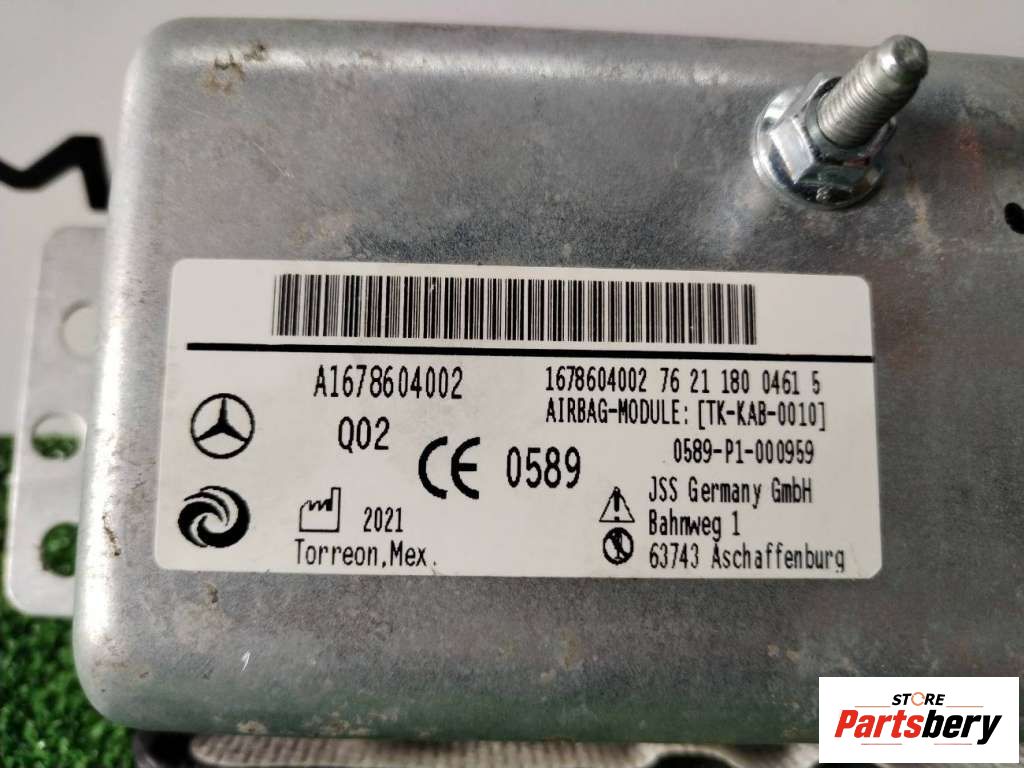 A1678604002
Q02
1678604002 76 21 180 0461 5
AIRBAG-MODULE: [TK-KAB-0010]
0589-P1-000959
CE 0589
2021
Torreon,Mex.
JSS Germany GmbH
Bahnweg 1
63743 Aschaffenburg
STORE
Partsbery